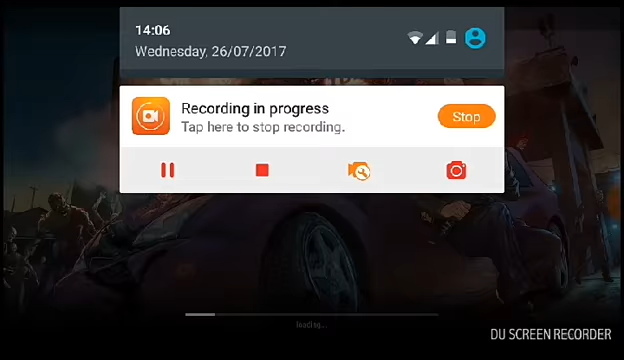 14:06
Wednesday, 26/07/2017
Recording in progress
Tap here to stop recording.
Stop
loading...
DU SCREEN RECORDER